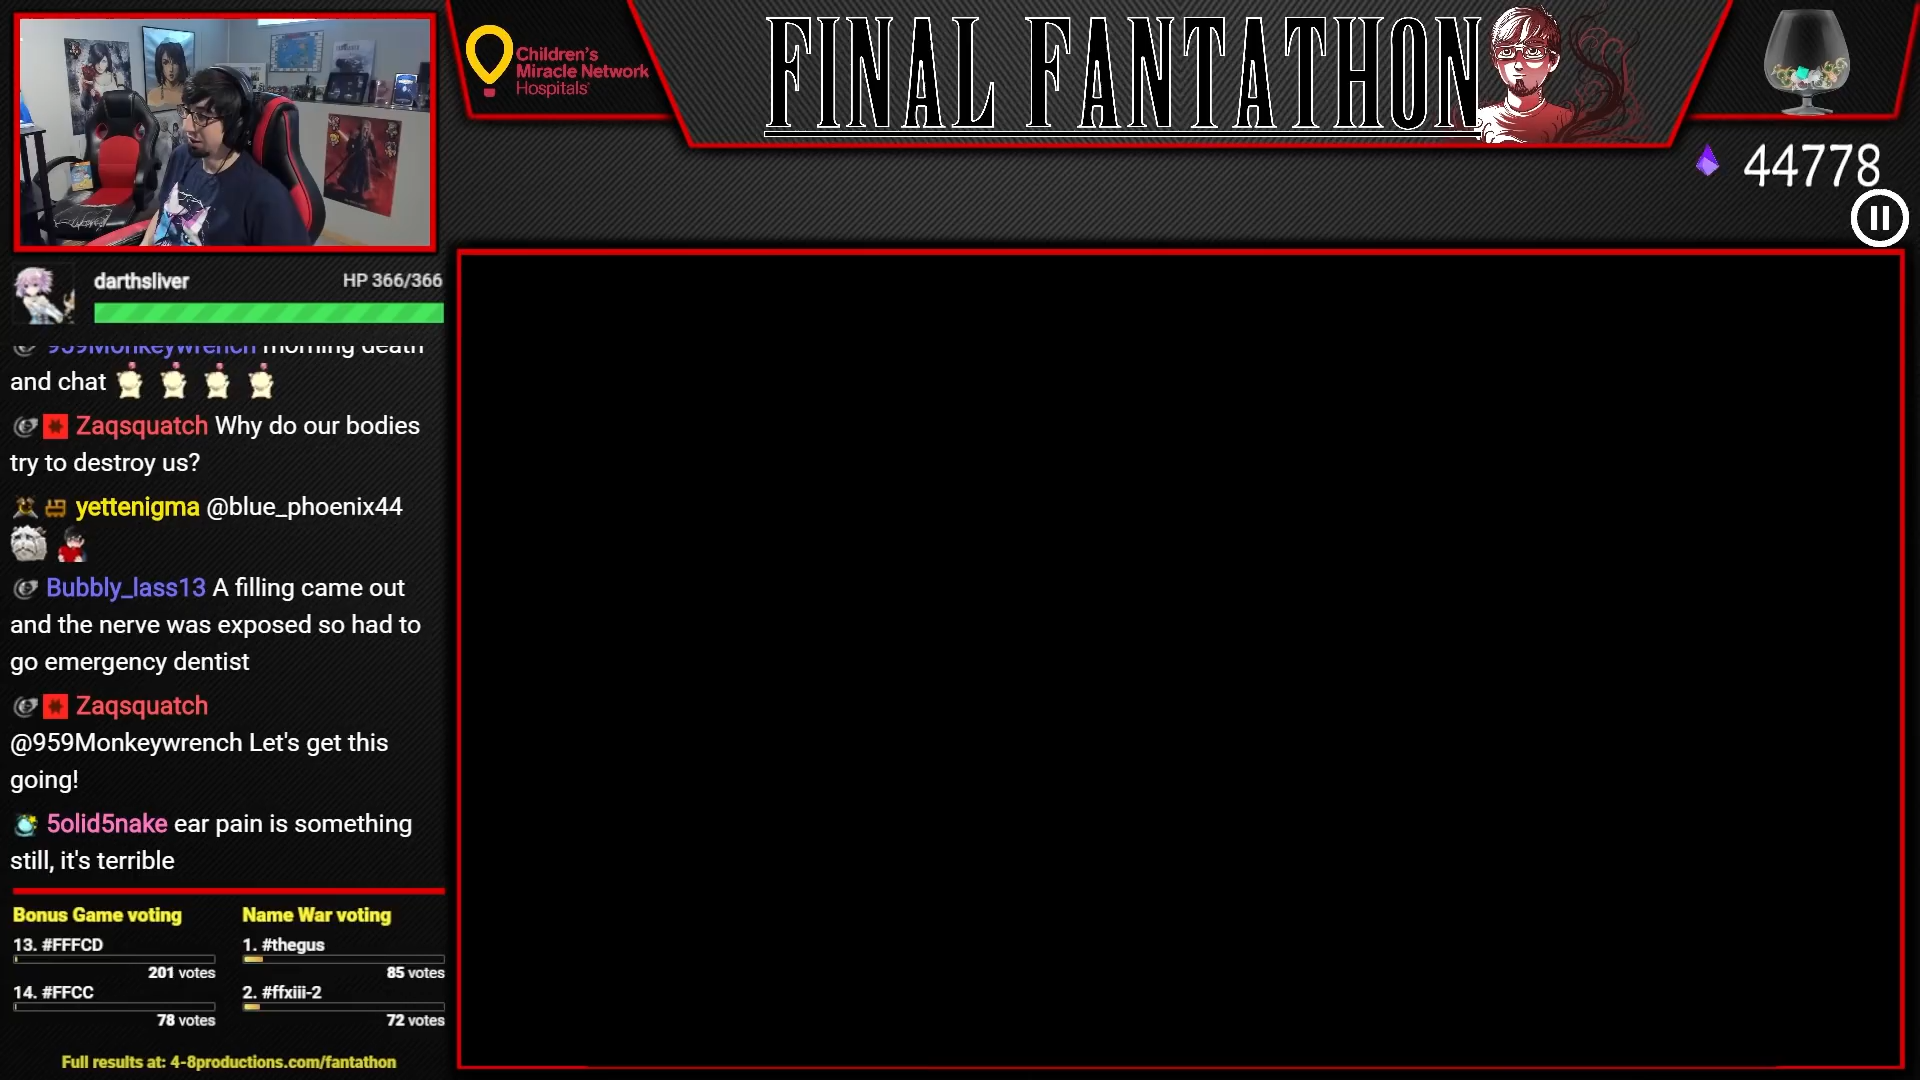 Children's
Miracle Network
Hospitals
FINAL FANTATHON
44778
darthsliver HP 366/366
959Monkeywrench morning death
and chat
Zaqsquatch Why do our bodies
try to destroy us?
yettenigma @blue_phoenix44
Bubbly_lass13 A filling came out
and the nerve was exposed so had to
go emergency dentist
Zaqsquatch
@959Monkeywrench Let's get this
going!
5olid5nake ear pain is something
still, it's terrible
Bonus Game voting
13. #FFFCD
201 votes
14. #FFCC
78 votes
Name War voting
1. #thegus
85 votes
2. #ffxiii-2
72 votes
Full results at: 4-8productions.com/fantathon